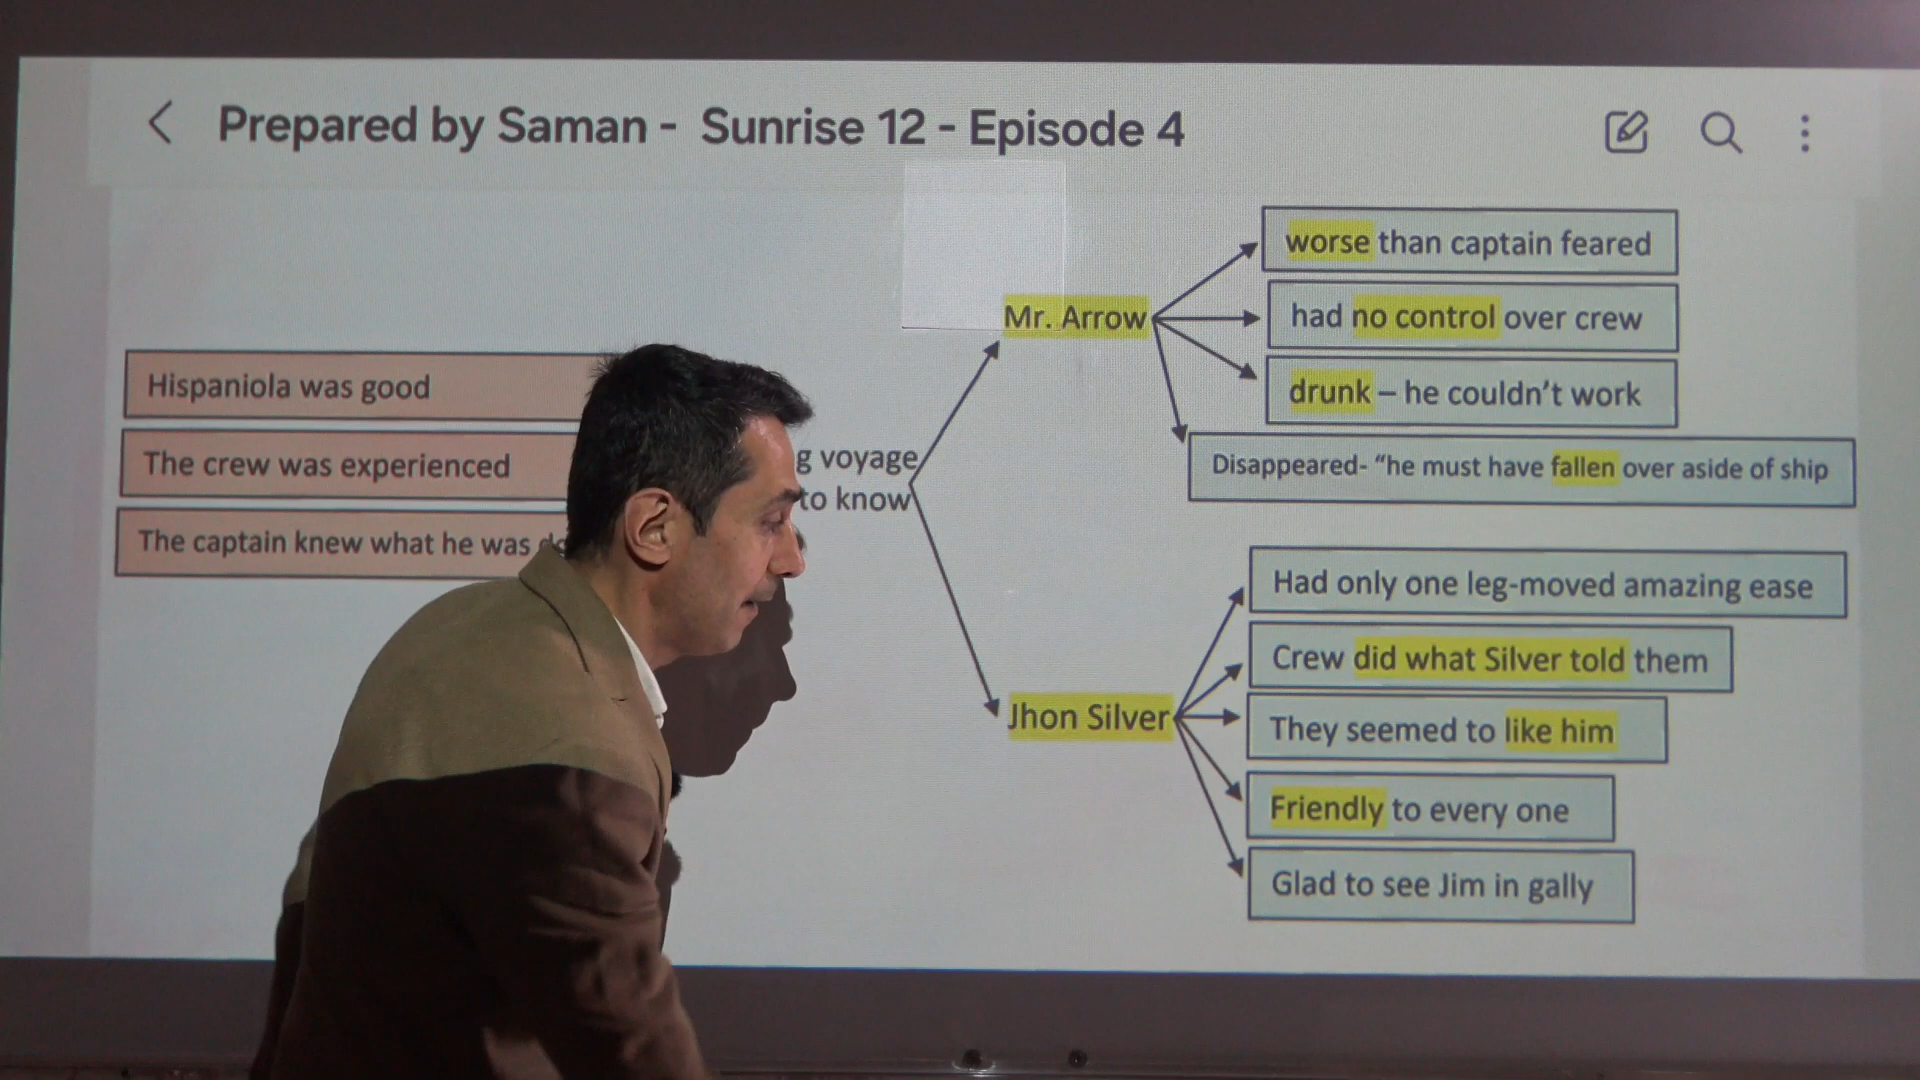 Prepared by Saman - Sunrise 12 - Episode 4
Hispaniola was good
The crew was experienced
The captain knew what he was
voyage
to know
Mr. Arrow
worse than captain feared
had no control over crew
drunk – he couldn't work
Disappeared- "he must have fallen over aside of ship
Jhon Silver
Had only one leg-moved amazing ease
Crew did what Silver told them
They seemed to like him
Friendly to every one
Glad to see Jim in gally